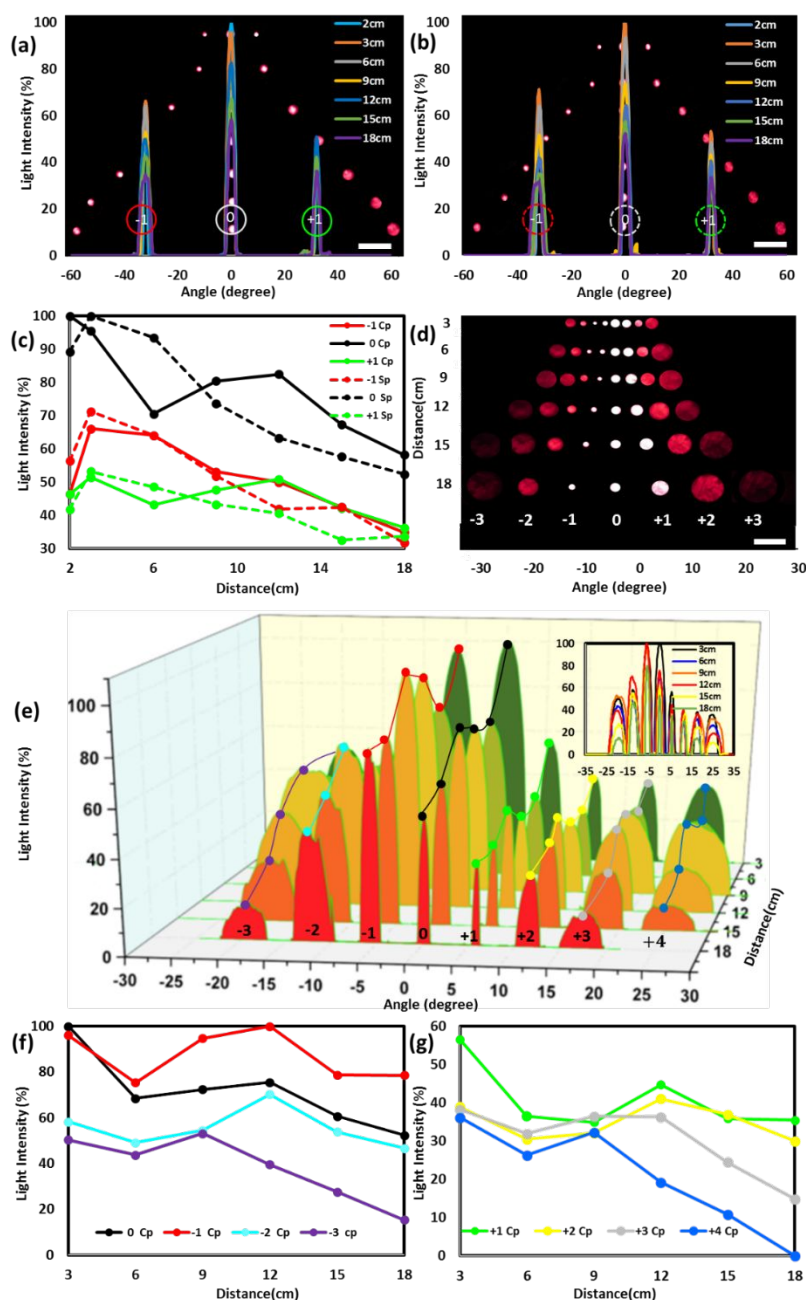 (a)
100
80
60
40
20
0
Light Intensity (%)
2cm
3cm
6cm
9cm
12cm
15cm
18cm
-1
0
+1
-60 -40 -20 0 20 40 60
Angle (degree)
(b)
100
80
60
40
20
0
Light Intensity (%)
2cm
3cm
6cm
9cm
12cm
15cm
18cm
-1
0
+1
-60 -40 -20 0 20 40 60
Angle (degree)
(c)
100
90
80
70
60
50
40
30
Light Intensity (%)
-1 Cp
0 Cp
+1 Cp
-1 Sp
0 Sp
+1 Sp
2 6 10 14 18
Distance(cm)
(d)
3
6
9
12
15
18
Distance(cm)
-3 -2 -1 0 +1 +2 +3
-30 -20 -10 0 10 20 30
Angle (degree)
(e)
100
80
60
40
20
0
Light Intensity (%)
100
80
60
40
20
0
3cm
6cm
9cm
12cm
15cm
18cm
-35 -25 -15 -5 5 15 25 35
-3 -2 -1 0 +1 +2 +3 +4
3
6
9
12
15
18
Distance(cm)
-30 -25 -20 -15 -10 -5 0 5 10 15 20 25 30
Angle (degree)
(f)
100
80
60
40
20
0
Light Intensity (%)
0 Cp -1 Cp -2 Cp -3 cp
3 6 9 12 15 18
Distance(cm)
(g)
60
50
40
30
20
10
0
Light Intensity (%)
+1 Cp +2 Cp +3 Cp +4 Cp
3 6 9 12 15 18
Distance(cm)